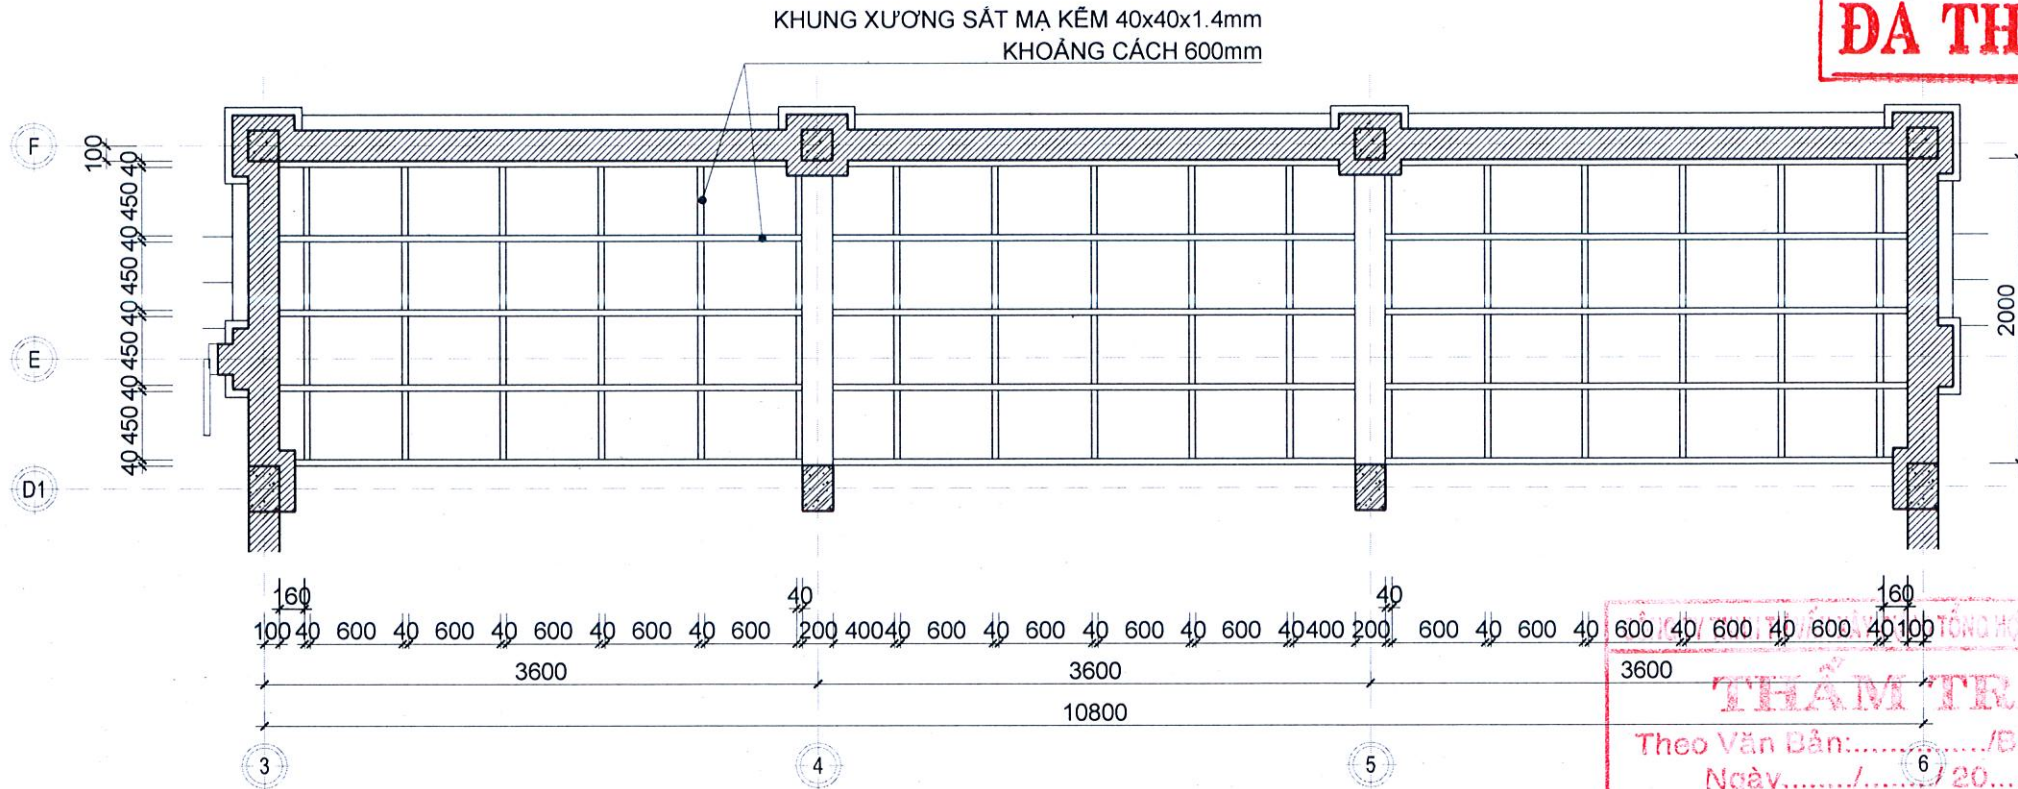 KHUNG XƯƠNG SẮT MẠ KẼM 40x40x1.4mm
KHOẢNG CÁCH 600mm
ĐA TH
F
E
D1
100
40
450
40
450
40
450
40
450
40
2000
160 40 40 160
100 40 600 40 600 40 600 40 600 40 600 200 400 40 600 40 600 40 600 40 600 40 400 200 600 40 600 40 600 40 600 40 600 40 100
TỔNG HỢ
3600 3600 3600
10800
THẨM TR
Theo Văn Bản:............../B
Ngày......../......../ 20...
3 4 5 6